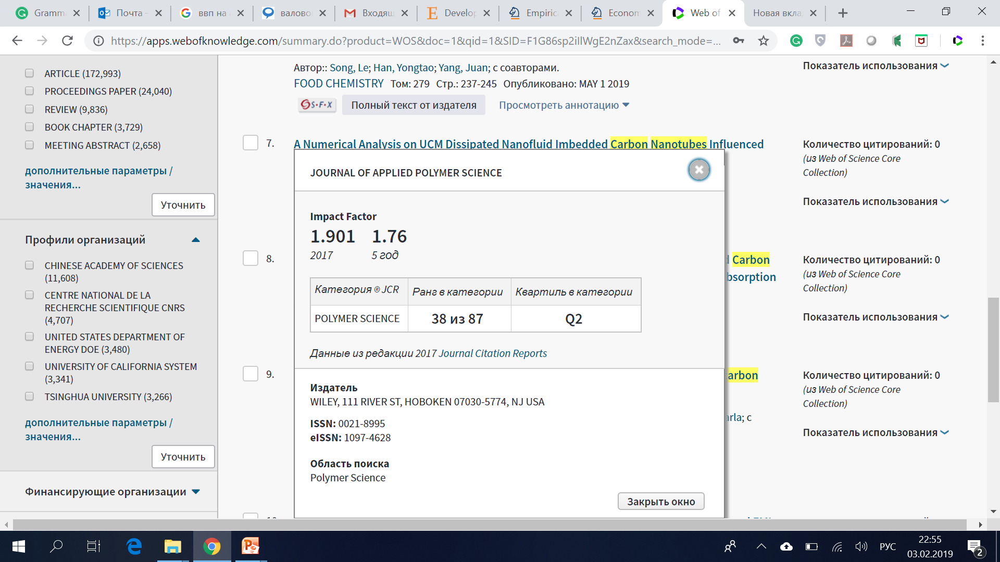 Gramma
Почта -
ввп на
валово
Входящ
Develop
Empiric
Econom
Web of
Новая вкла
https://apps.webofknowledge.com/summary.do?product=WOS&doc=1&qid=1&SID=F1G86sp2iIlWgE2nZax&search_mode=...
ARTICLE (172,993)
PROCEEDINGS PAPER (24,040)
REVIEW (9,836)
BOOK CHAPTER (3,729)
MEETING ABSTRACT (2,658)
дополнительные параметры /
значения...
Уточнить
Профили организаций
CHINESE ACADEMY OF SCIENCES
(11,608)
CENTRE NATIONAL DE LA
RECHERCHE SCIENTIFIQUE CNRS
(4,707)
UNITED STATES DEPARTMENT OF
ENERGY DOE (3,480)
UNIVERSITY OF CALIFORNIA SYSTEM
(3,341)
TSINGHUA UNIVERSITY (3,266)
дополнительные параметры /
значения...
Уточнить
Финансирующие организации
Автор:: Song, Le; Han, Yongtao; Yang, Juan; с соавторами.
FOOD CHEMISTRY Том: 279 Стр.: 237-245 Опубликовано: MAY 1 2019
S·F·X Полный текст от издателя Просмотреть аннотацию
Показатель использования
7. A Numerical Analysis on UCM Dissipated Nanofluid Imbedded Carbon Nanotubes Influenced
Количество цитирований: 0
(из Web of Science Core
Collection)
Показатель использования
JOURNAL OF APPLIED POLYMER SCIENCE
Impact Factor
1.901 1.76
2017 5 год
Категория ® JCR Ранг в категории Квартиль в категории
POLYMER SCIENCE 38 из 87 Q2
Данные из редакции 2017 Journal Citation Reports
Издатель
WILEY, 111 RIVER ST, HOBOKEN 07030-5774, NJ USA
ISSN: 0021-8995
eISSN: 1097-4628
Область поиска
Polymer Science
Закрыть окно
8.
Carbon
bsorption
Количество цитирований: 0
(из Web of Science Core
Collection)
Показатель использования
9.
arbon
arla; с
Количество цитирований: 0
(из Web of Science Core
Collection)
Показатель использования
РУС
22:55
03.02.2019
2